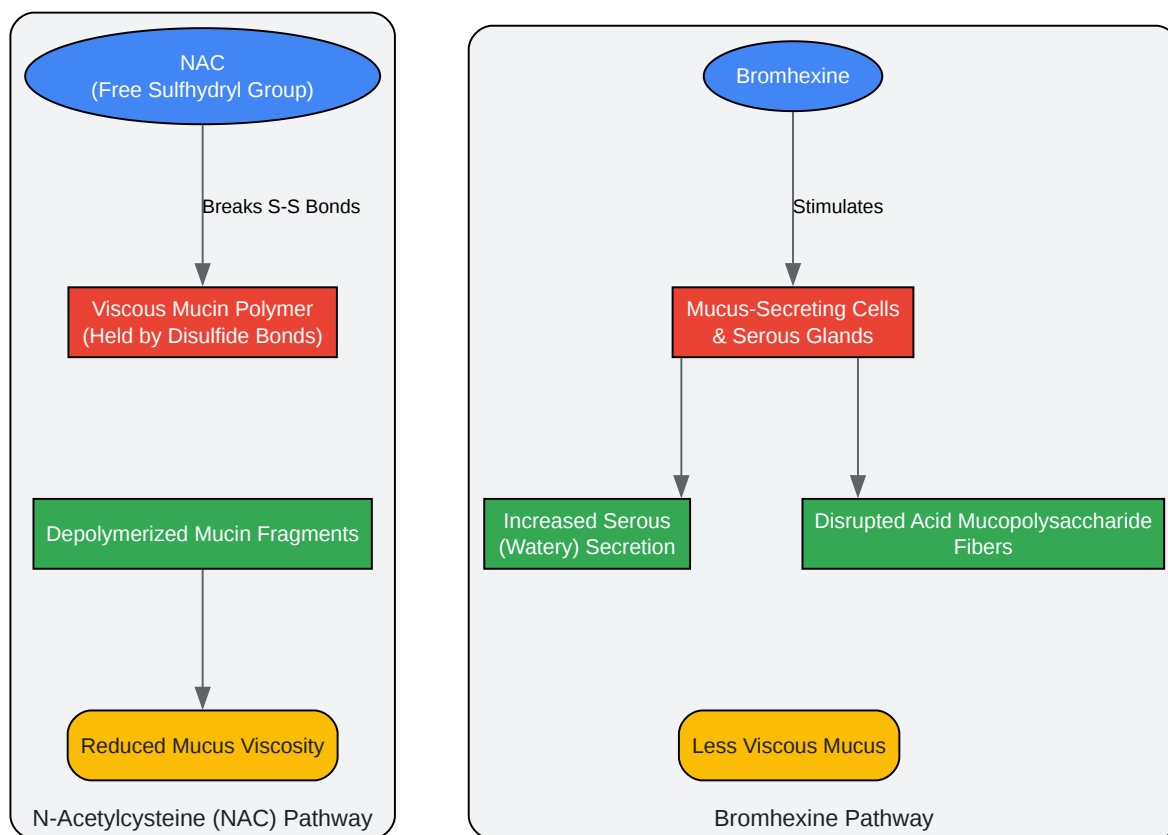 NAC
(Free Sulfhydryl Group)
Breaks S-S Bonds
Viscous Mucin Polymer
(Held by Disulfide Bonds)
Depolymerized Mucin Fragments
Reduced Mucus Viscosity
N-Acetylcysteine (NAC) Pathway
Bromhexine
Stimulates
Mucus-Secreting Cells
& Serous Glands
Increased Serous
(Watery) Secretion
Disrupted Acid Mucopolysaccharide
Fibers
Less Viscous Mucus
Bromhexine Pathway